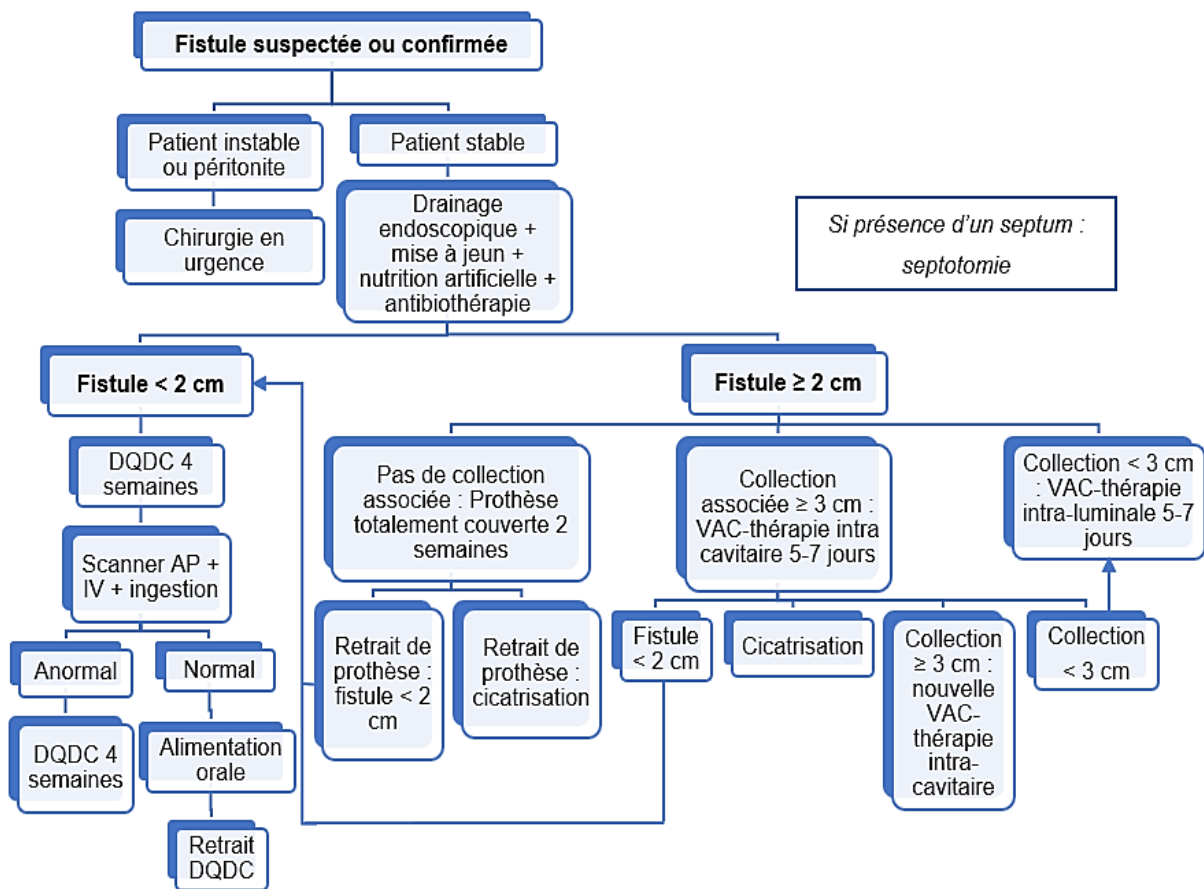 Fistule suspectée ou confirmée
Patient instable
ou péritonite
Patient stable
Chirurgie en
urgence
Drainage
endoscopique +
mise à jeun +
nutrition artificielle +
antibiothérapie
Si présence d'un septum :
septotomie
Fistule < 2 cm
Fistule ≥ 2 cm
DQDC 4
semaines
Scanner AP +
IV + ingestion
Anormal
Normal
DQDC 4
semaines
Alimentation
orale
Retrait
DQDC
Pas de collection
associée : Prothèse
totalement couverte 2
semaines
Collection
associée ≥ 3 cm :
VAC-thérapie intra
cavitaire 5-7 jours
Collection < 3 cm
: VAC-thérapie
intra-luminale 5-7
jours
Retrait de
prothèse :
fistule < 2
cm
Retrait de
prothèse :
cicatrisation
Fistule
< 2 cm
Cicatrisation
Collection
≥ 3 cm :
nouvelle
VAC-
thérapie
intra-
cavitaire
Collection
< 3 cm